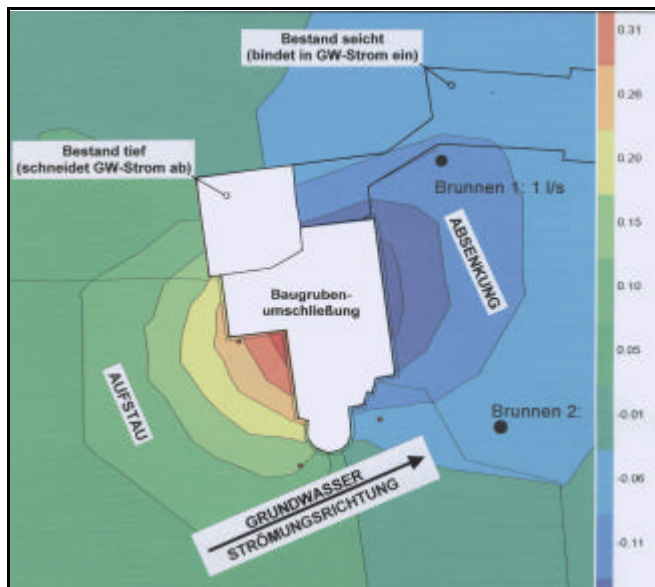 Bestand seicht
(bindet in GW-Strom ein)
Bestand tief
(schneidet GW-Strom ab)
Brunnen 1: 1 l/s
ABSENKUNG
Baugruben-
umschließung
AUFSTAU
Brunnen 2:
GRUNDWASSER
STRÖMUNGSRICHTUNG
0.31
0.26
0.20
0.15
0.10
0.05
-0.01
-0.06
-0.11